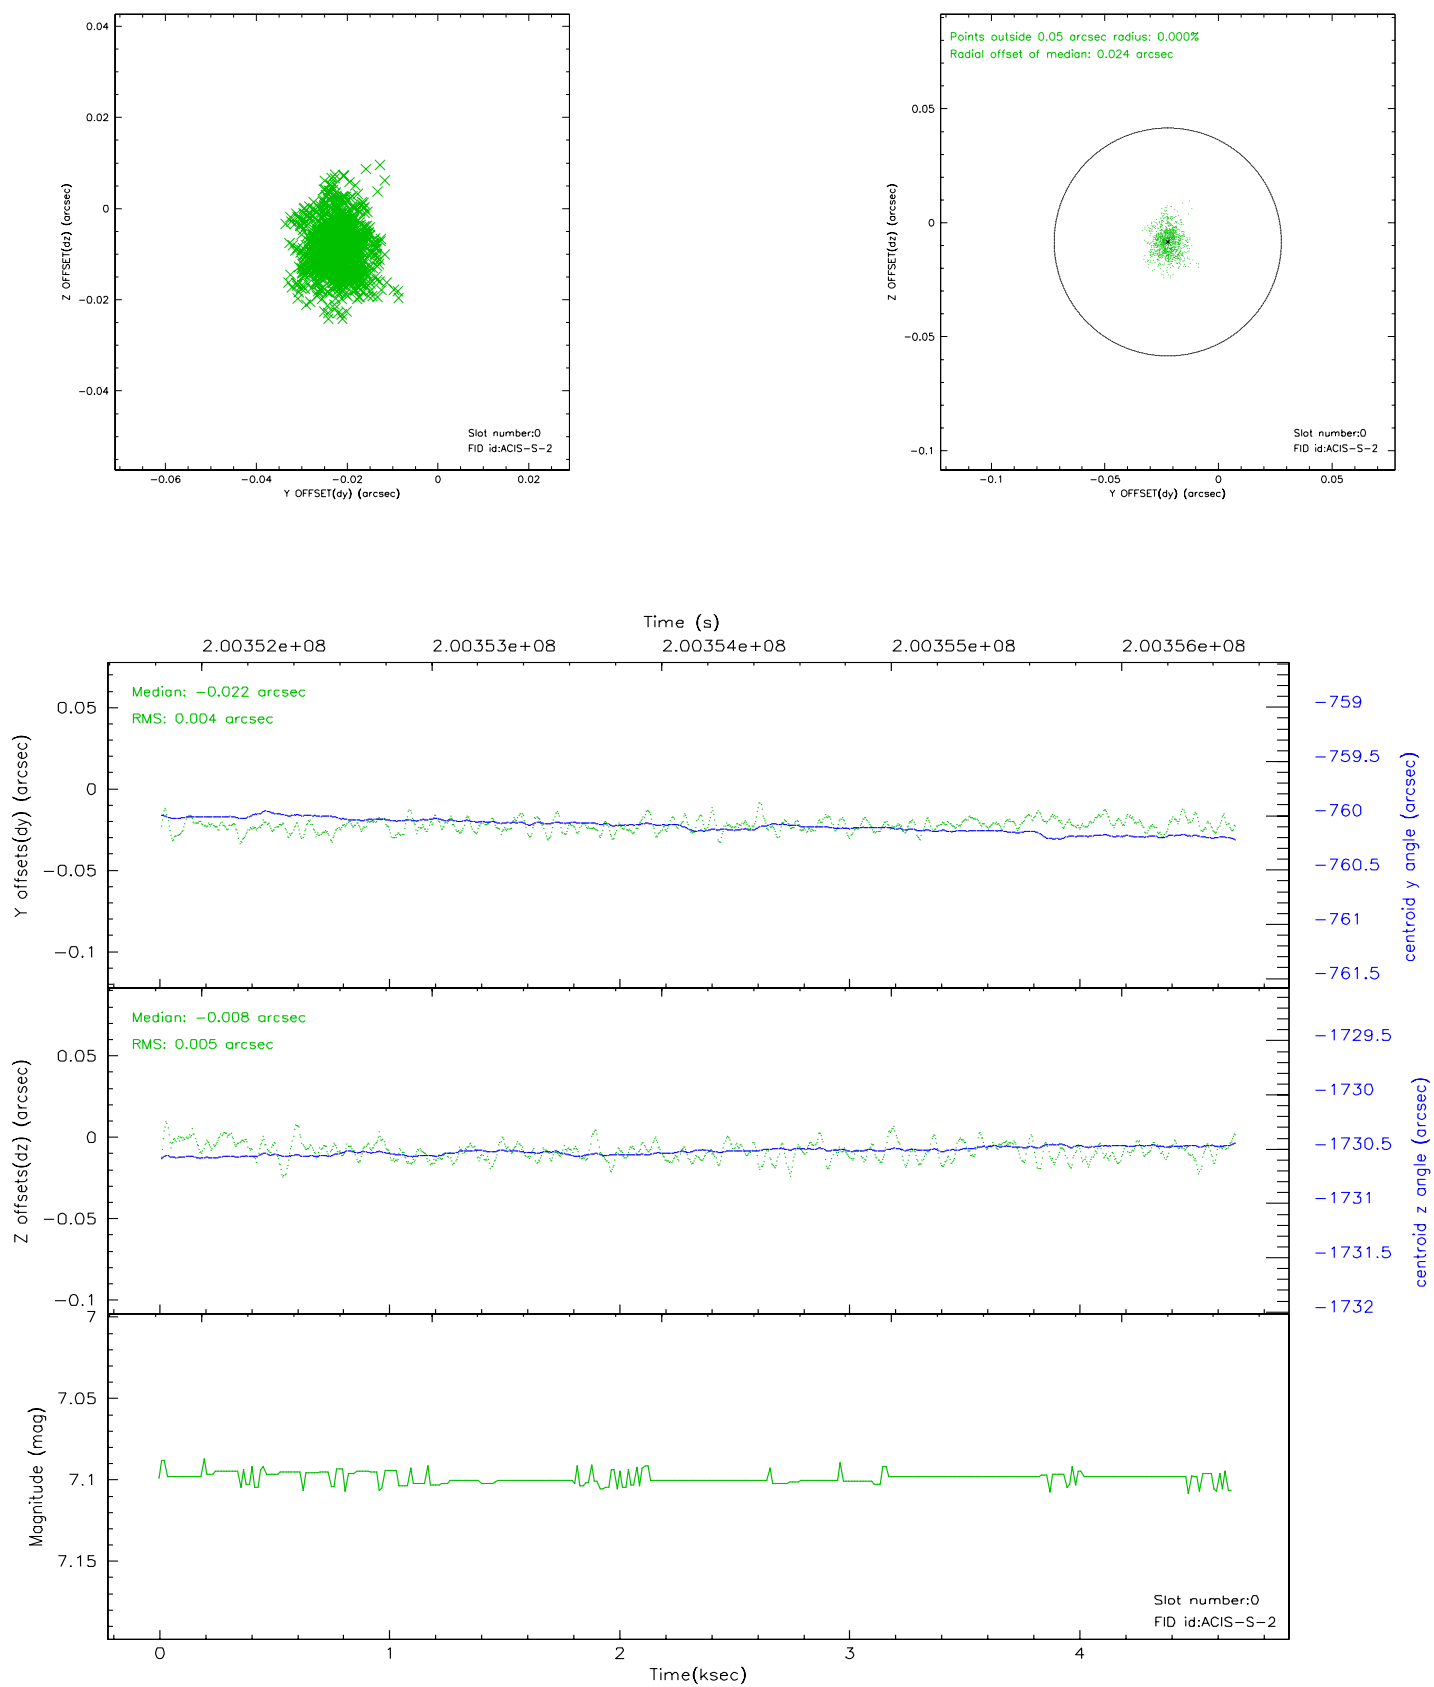 0.04
0.02
0
−0.02
−0.04
Z OFFSET(dz) (arcsec)
Slot number:0
FID id:ACIS−S−2
−0.06
−0.04
−0.02
0
0.02
Y OFFSET(dy) (arcsec)
Points outside 0.05 arcsec radius: 0.000%
Radial offset of median: 0.024 arcsec
0.05
0
−0.05
−0.1
Z OFFSET(dz) (arcsec)
Slot number:0
FID id:ACIS−S−2
−0.1
−0.05
0
0.05
Y OFFSET(dy) (arcsec)
Time (s)
2.00352e+08
2.00353e+08
2.00354e+08
2.00355e+08
2.00356e+08
Median: −0.022 arcsec
RMS: 0.004 arcsec
0.05
0
−0.05
−0.1
Y offsets(dy) (arcsec)
−759
−759.5
−760
−760.5
−761
−761.5
centroid y angle (arcsec)
Median: −0.008 arcsec
RMS: 0.005 arcsec
0.05
0
−0.05
−0.1
Z offsets(dz) (arcsec)
−1729.5
−1730
−1730.5
−1731
−1731.5
−1732
centroid z angle (arcsec)
7
7.05
7.1
7.15
Magnitude (mag)
Slot number:0
FID id:ACIS−S−2
0
1
2
3
4
Time(ksec)